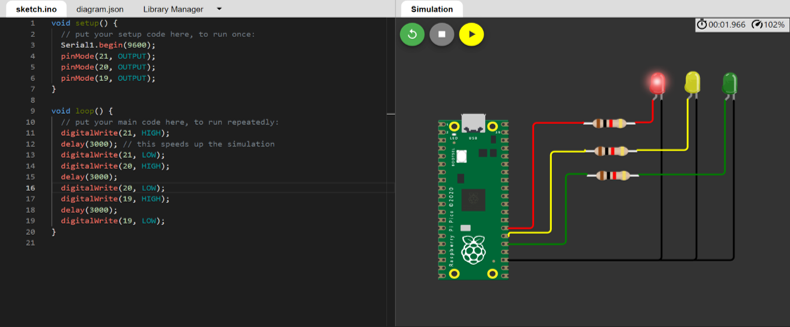 sketch.ino
diagram.json
Library Manager
Simulation
00:01.966
102%
1 void setup() {
2   // put your setup code here, to run once:
3   Serial1.begin(9600);
4   pinMode(21, OUTPUT);
5   pinMode(20, OUTPUT);
6   pinMode(19, OUTPUT);
7 }
8
9 void loop() {
10   // put your main code here, to run repeatedly:
11   digitalWrite(21, HIGH);
12   delay(3000); // this speeds up the simulation
13   digitalWrite(21, LOW);
14   digitalWrite(20, HIGH);
15   delay(3000);
16   digitalWrite(20, LOW);
17   digitalWrite(19, HIGH);
18   delay(3000);
19   digitalWrite(19, LOW);
20 }
21
LED
USB
BOOTSEL
Raspberry Pi Pico ©2020